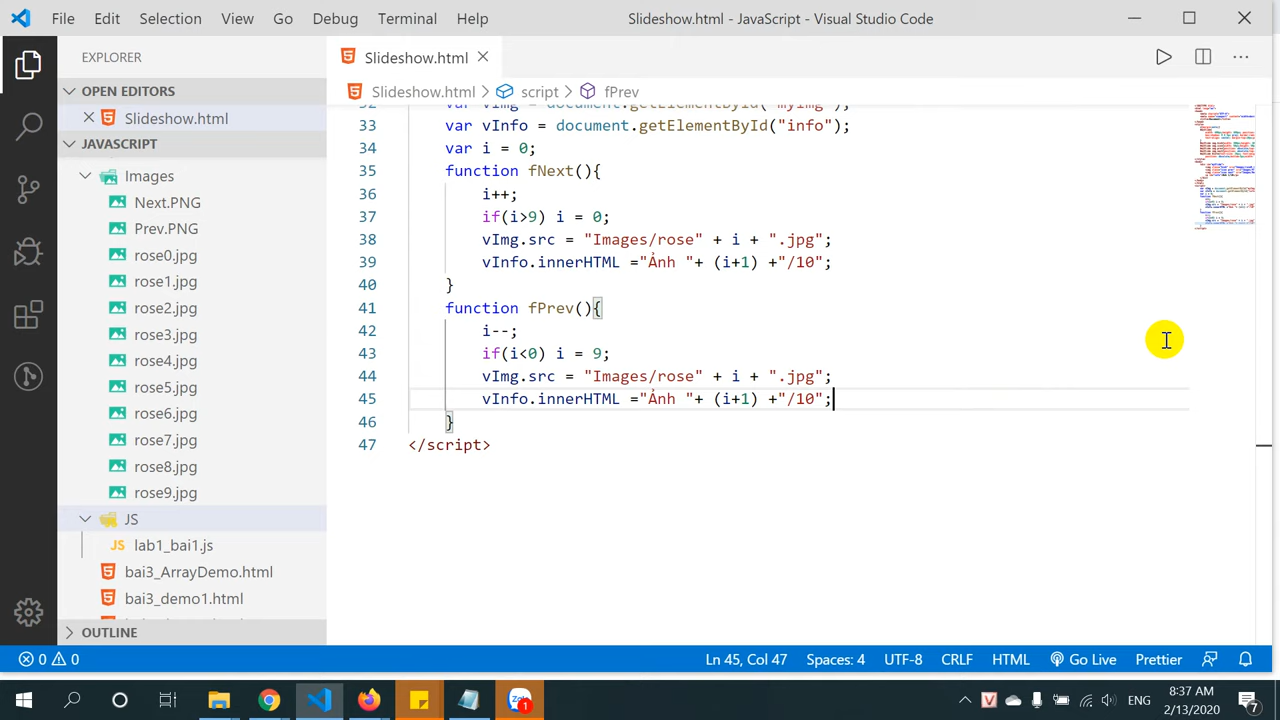 File Edit Selection View Go Debug Terminal Help Slideshow.html - JavaScript - Visual Studio Code
EXPLORER
OPEN EDITORS
Slideshow.html
JAVASCRIPT
Images
Next.PNG
Prev.PNG
rose0.jpg
rose1.jpg
rose2.jpg
rose3.jpg
rose4.jpg
rose5.jpg
rose6.jpg
rose7.jpg
rose8.jpg
rose9.jpg
JS
JS lab1_bai1.js
bai3_ArrayDemo.html
bai3_demo1.html
OUTLINE
Slideshow.html
Slideshow.html > script > fPrev
32 var vImg = document.getElementById("myImg");
33 var vInfo = document.getElementById("info");
34 var i = 0;
35 function fNext(){
36 i++;
37 if(i>9) i = 0;
38 vImg.src = "Images/rose" + i + ".jpg";
39 vInfo.innerHTML ="Ảnh "+ (i+1) +"/10";
40 }
41 function fPrev(){
42 i--;
43 if(i<0) i = 9;
44 vImg.src = "Images/rose" + i + ".jpg";
45 vInfo.innerHTML ="Ảnh "+ (i+1) +"/10";
46 }
47 </script>
0 0 Ln 45, Col 47 Spaces: 4 UTF-8 CRLF HTML Go Live Prettier
Zalo 1 V ENG 8:37 AM 7
2/13/2020